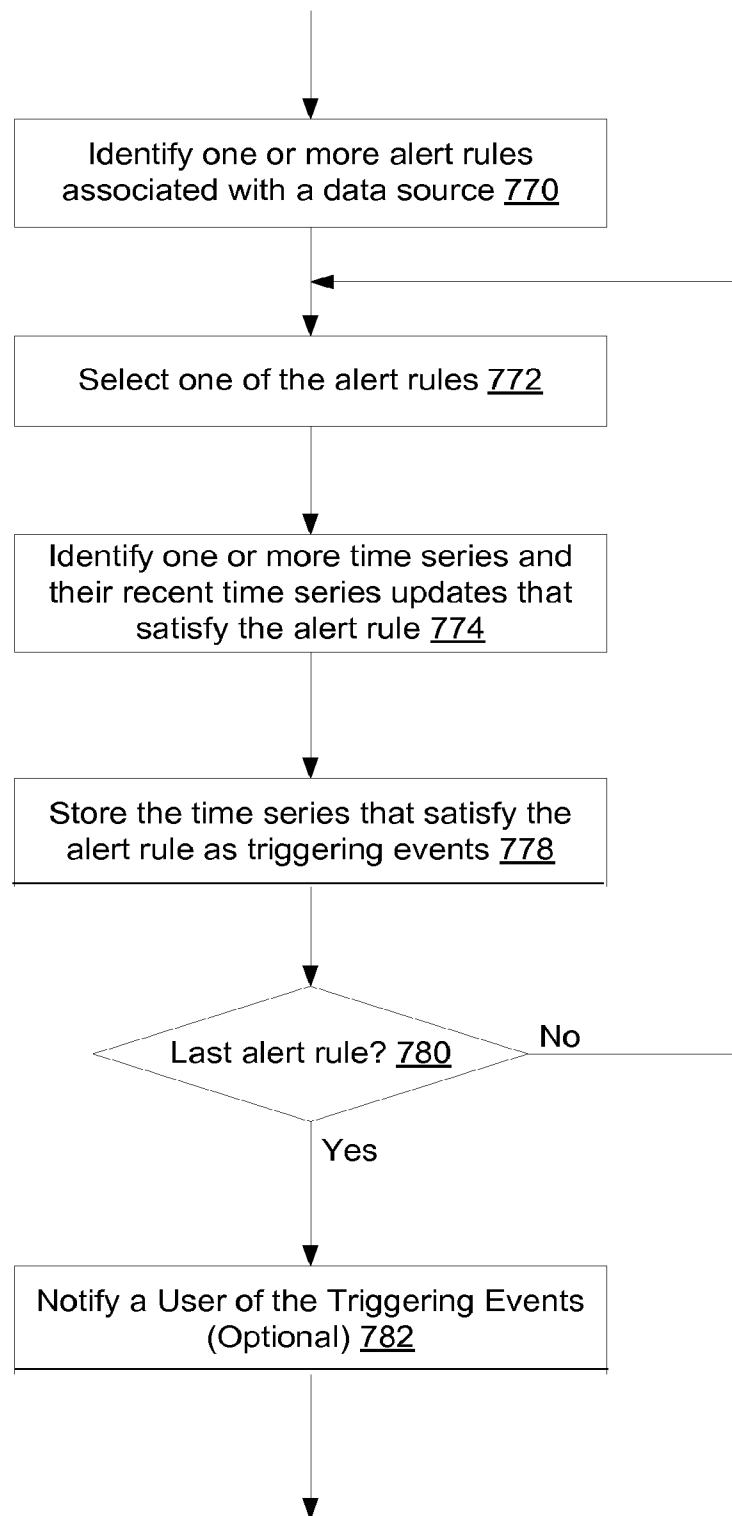 Identify one or more alert rules
associated with a data source 770
Select one of the alert rules 772
Identify one or more time series and
their recent time series updates that
satisfy the alert rule 774
Store the time series that satisfy the
alert rule as triggering events 778
Last alert rule? 780
No
Yes
Notify a User of the Triggering Events
(Optional) 782